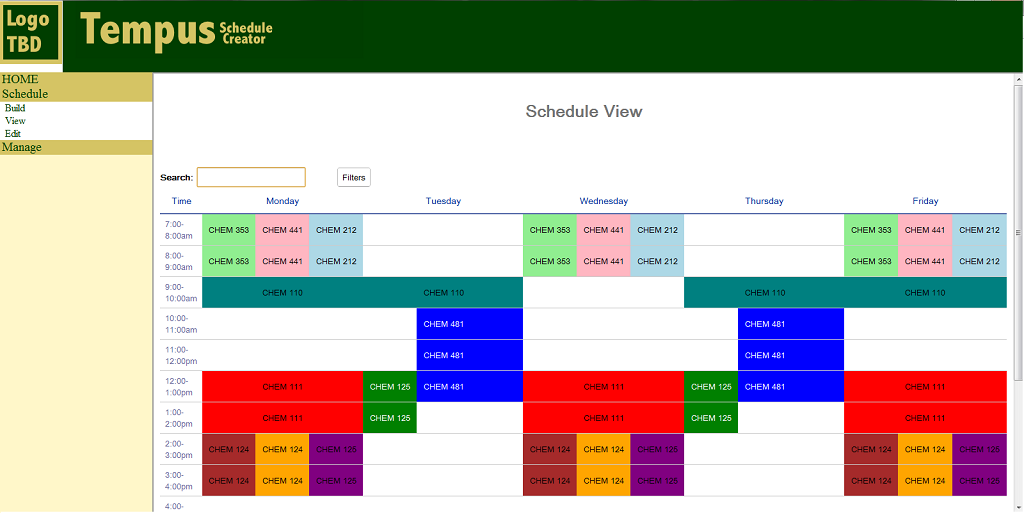 Logo
TBD
Tempus Schedule
Creator
HOME
Schedule
Build
View
Edit
Manage
Schedule View
Search: Filters
Time Monday Tuesday Wednesday Thursday Friday
7:00-
8:00am
CHEM 353 CHEM 441 CHEM 212 CHEM 353 CHEM 441 CHEM 212 CHEM 353 CHEM 441 CHEM 212
8:00-
9:00am
CHEM 353 CHEM 441 CHEM 212 CHEM 353 CHEM 441 CHEM 212 CHEM 353 CHEM 441 CHEM 212
9:00-
10:00am
CHEM 110 CHEM 110 CHEM 110 CHEM 110
10:00-
11:00am
CHEM 481 CHEM 481
11:00-
12:00pm
CHEM 481 CHEM 481
12:00-
1:00pm
CHEM 111 CHEM 125 CHEM 481 CHEM 111 CHEM 125 CHEM 481 CHEM 111
1:00-
2:00pm
CHEM 111 CHEM 125 CHEM 111 CHEM 125 CHEM 111
2:00-
3:00pm
CHEM 124 CHEM 124 CHEM 126 CHEM 124 CHEM 124 CHEM 126 CHEM 124 CHEM 124 CHEM 126
3:00-
4:00pm
CHEM 124 CHEM 124 CHEM 126 CHEM 124 CHEM 124 CHEM 126 CHEM 124 CHEM 124 CHEM 126
4:00-